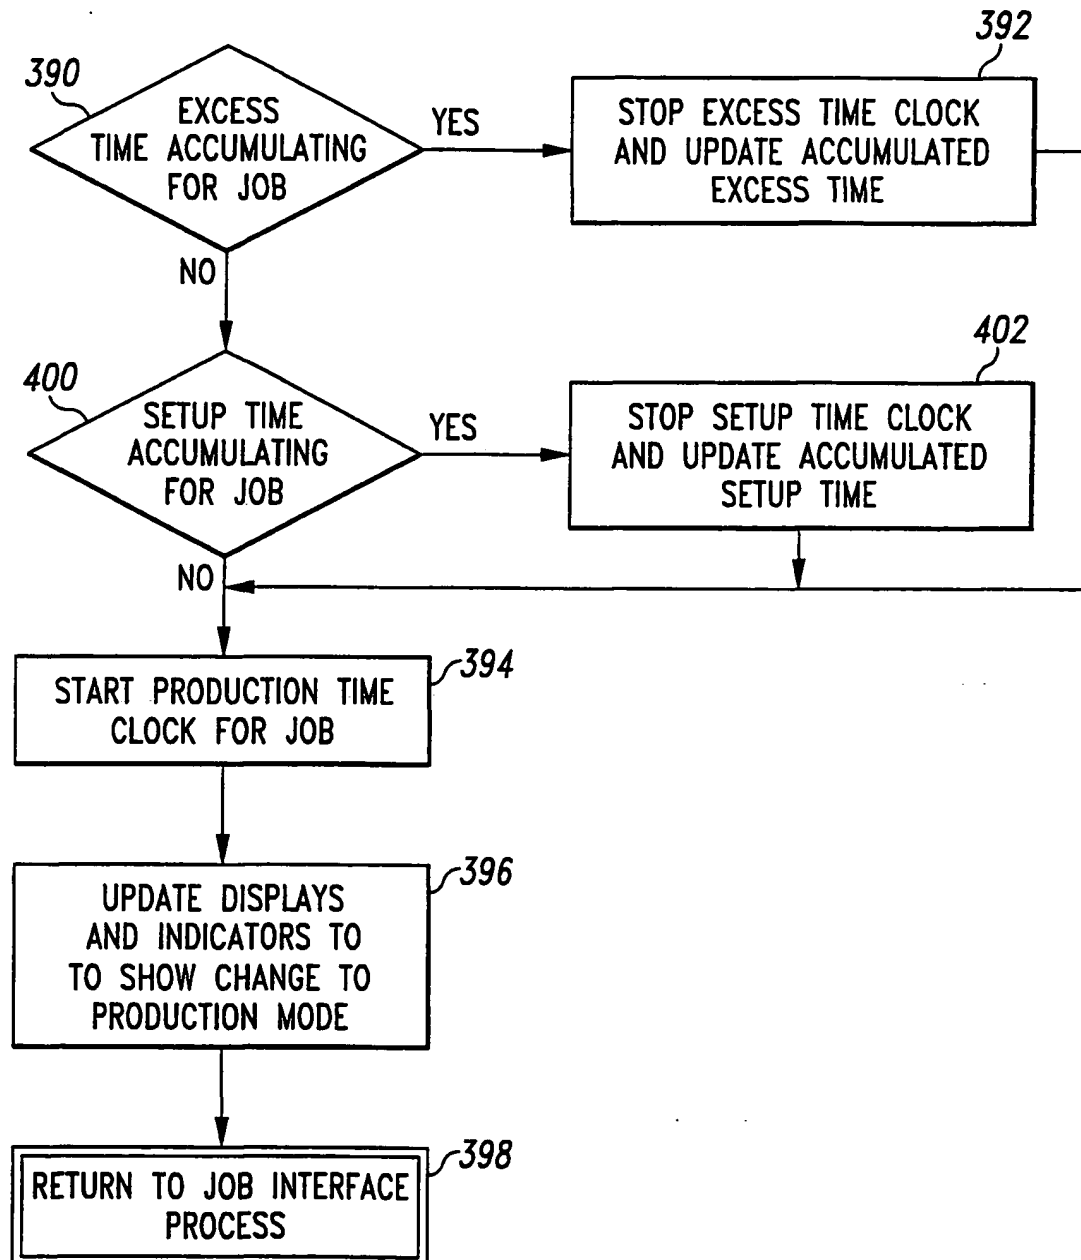 390
EXCESS
TIME ACCUMULATING
FOR JOB
YES
392
STOP EXCESS TIME CLOCK
AND UPDATE ACCUMULATED
EXCESS TIME
NO
400
SETUP TIME
ACCUMULATING
FOR JOB
YES
402
STOP SETUP TIME CLOCK
AND UPDATE ACCUMULATED
SETUP TIME
NO
394
START PRODUCTION TIME
CLOCK FOR JOB
396
UPDATE DISPLAYS
AND INDICATORS TO
TO SHOW CHANGE TO
PRODUCTION MODE
398
RETURN TO JOB INTERFACE
PROCESS